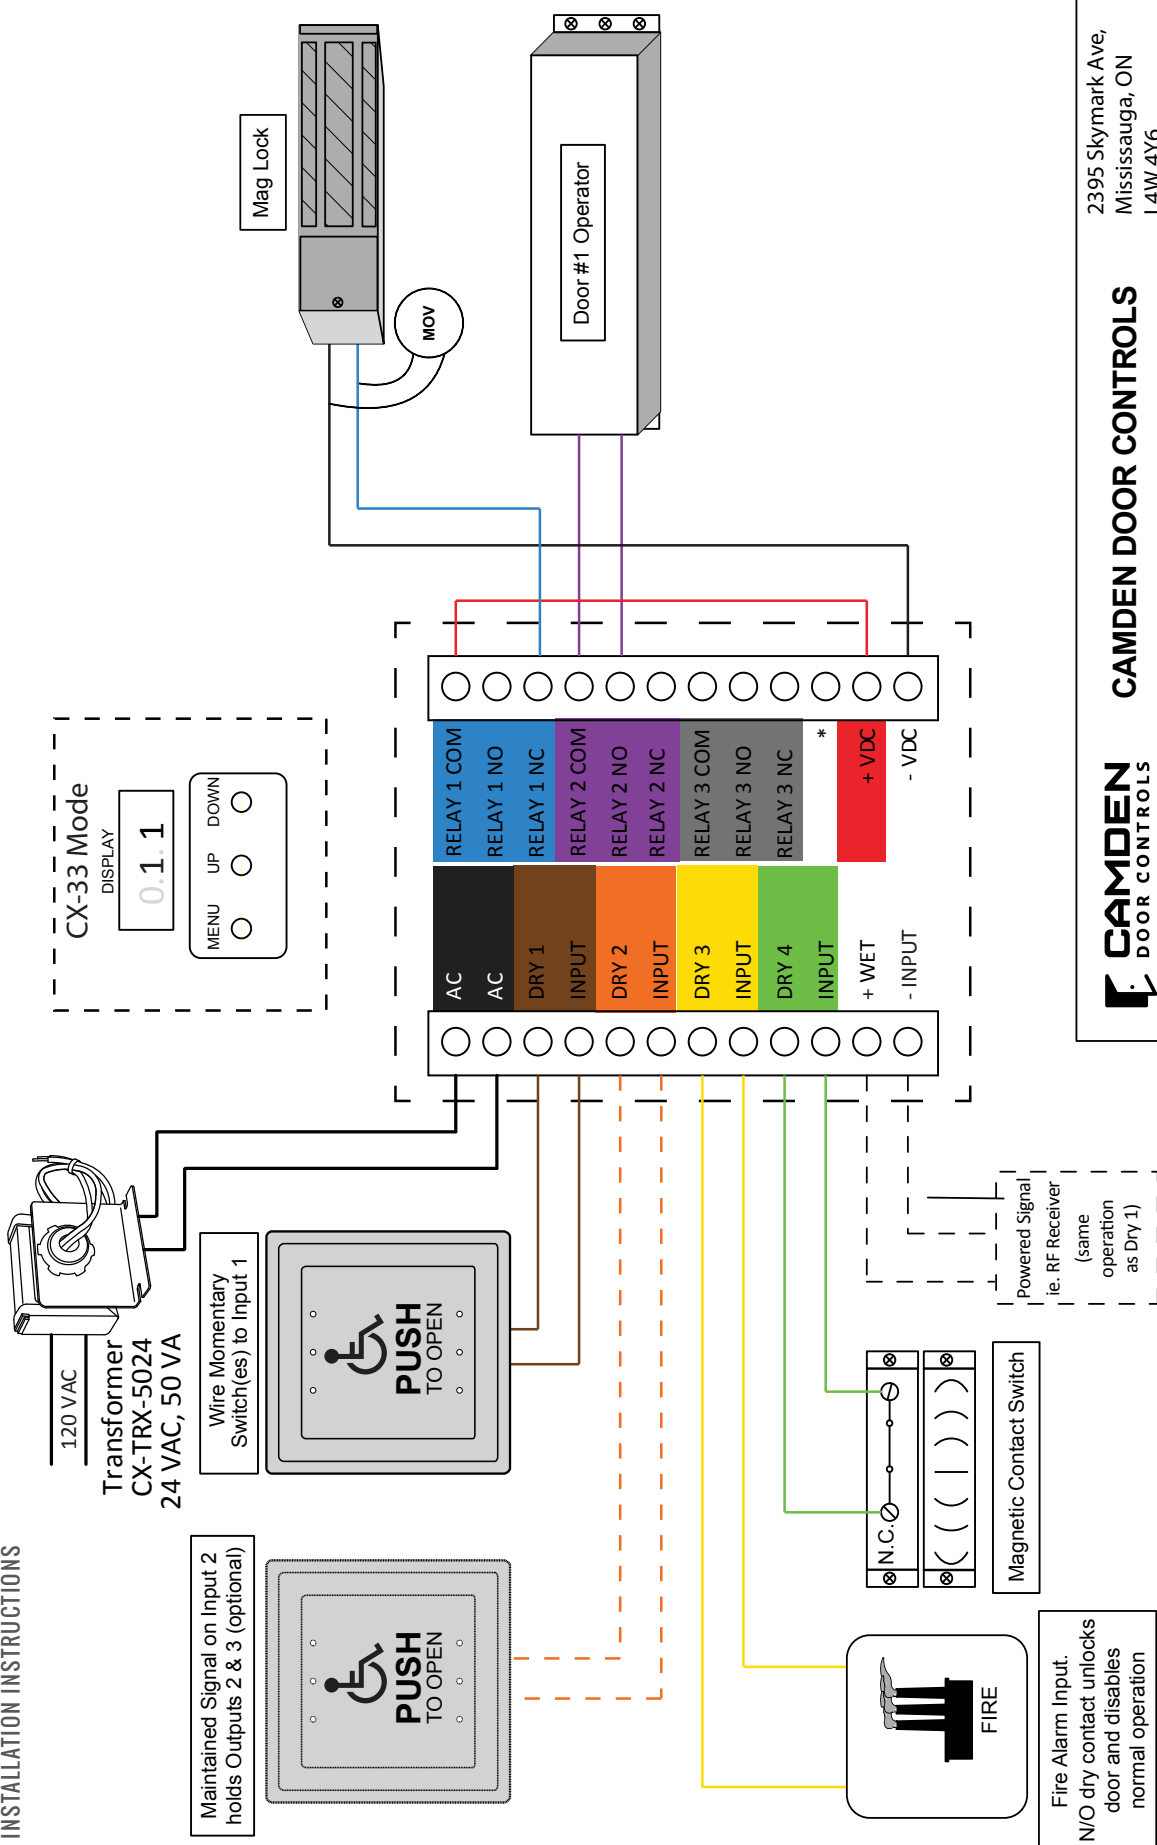 INSTALLATION INSTRUCTIONS
120 VAC
Transformer
CX-TRX-5024
24 VAC, 50 VA
CX-33 Mode
DISPLAY
0.1.1
MENU
UP
DOWN
Mag Lock
MOV
Door #1 Operator
Maintained Signal on Input 2
holds Outputs 2 & 3 (optional)
PUSH
TO OPEN
Wire Momentary
Switch(es) to Input 1
PUSH
TO OPEN
AC
AC
DRY 1
INPUT
DRY 2
INPUT
DRY 3
INPUT
DRY 4
INPUT
+ WET
- INPUT
RELAY 1 COM
RELAY 1 NO
RELAY 1 NC
RELAY 2 COM
RELAY 2 NO
RELAY 2 NC
RELAY 3 COM
RELAY 3 NO
RELAY 3 NC
*
+ VDC
- VDC
FIRE
Fire Alarm Input.
N/O dry contact unlocks
door and disables
normal operation
N.C.
Magnetic Contact Switch
Powered Signal
ie. RF Receiver
(same
operation
as Dry 1)
CAMDEN
DOOR CONTROLS
CAMDEN DOOR CONTROLS
2395 Skymark Ave,
Mississauga, ON
L4W 4Y6